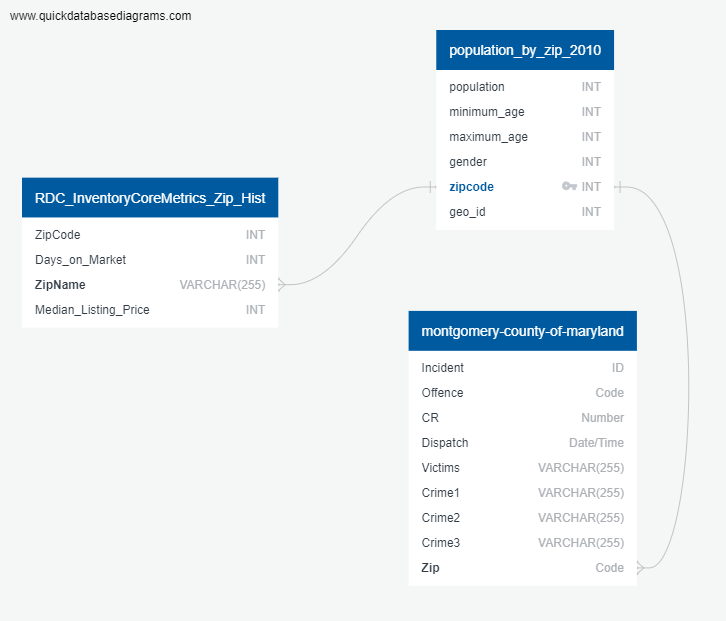 www.quickdatabasediagrams.com
population_by_zip_2010
population INT
minimum_age INT
maximum_age INT
gender INT
zipcode INT
geo_id INT
RDC_InventoryCoreMetrics_Zip_Hist
ZipCode INT
Days_on_Market INT
ZipName VARCHAR(255)
Median_Listing_Price INT
montgomery-county-of-maryland
Incident ID
Offence Code
CR Number
Dispatch Date/Time
Victims VARCHAR(255)
Crime1 VARCHAR(255)
Crime2 VARCHAR(255)
Crime3 VARCHAR(255)
Zip Code